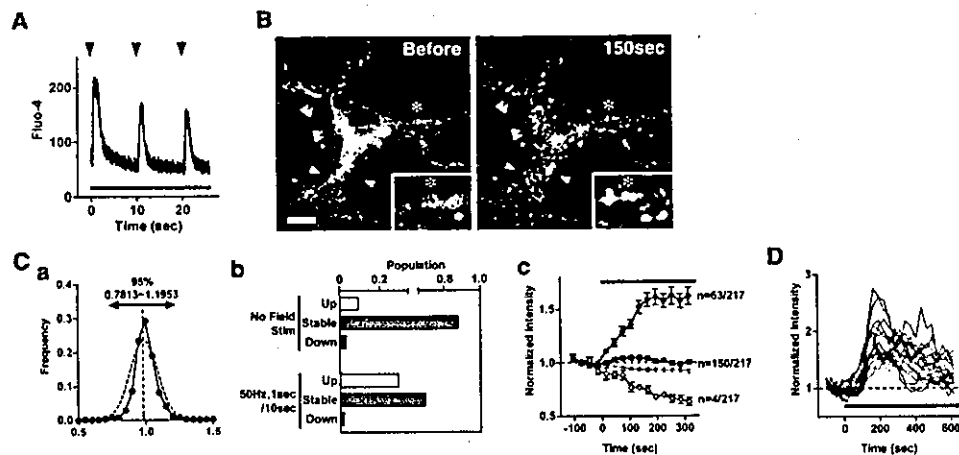 A
Fluo-4
200
100
0
0 10 20
Time (sec)
B
Before
*
*
150sec
*
*
C
a
95%
0.7813~1.1953
Frequency
0.4
0.3
0.2
0.1
0.0
0.5 1.0 1.5
b
Population
0 0.2 0.8 1.0
No Field Stim
Up
Stable
Down
50Hz,1sec /10sec
Up
Stable
Down
c
Normalized intensity
1.5
1.0
0.5
n=63/217
n=150/217
n=4/217
-100 0 100 200 300
Time (sec)
D
Normalized intensity
3
2
1
0 200 400 600
Time (sec)